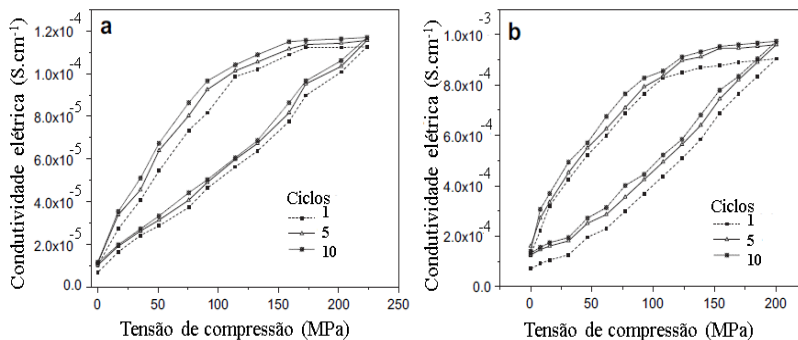 a
Condutividade elétrica (S.cm⁻¹)
1.2x10⁻⁴
1.2x10⁻⁴
8.0x10⁻⁵
6.0x10⁻⁵
4.0x10⁻⁵
2.0x10⁻⁵
0.0
0 50 100 150 200 250
Tensão de compressão (MPa)
Ciclos
1
5
10
b
Condutividade elétrica (S.cm⁻¹)
1.0x10⁻³
8.0x10⁻⁴
6.0x10⁻⁴
4.0x10⁻⁴
2.0x10⁻⁴
0.0
0 50 100 150 200
Tensão de compressão (MPa)
Ciclos
1
5
10